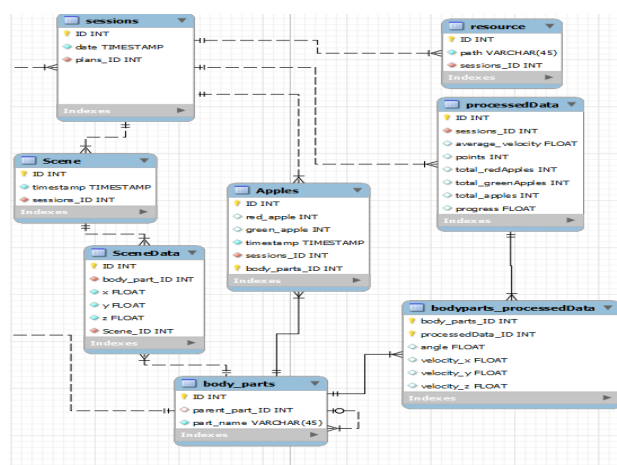 sessions
ID INT
date TIMESTAMP
plans_ID INT
Indexes
resource
ID INT
path VARCHAR(45)
sessions_ID INT
Indexes
processedData
ID INT
sessions_ID INT
average_velocity FLOAT
points INT
total_redApples INT
total_greenApples INT
total_apples INT
progress FLOAT
Indexes
Scene
ID INT
timestamp TIMESTAMP
sessions_ID INT
Indexes
Apples
ID INT
red_apple INT
green_apple INT
timestamp TIMESTAMP
sessions_ID INT
body_parts_ID INT
Indexes
SceneData
ID INT
body_part_ID INT
x FLOAT
y FLOAT
z FLOAT
Scene_ID INT
Indexes
bodyparts_processedData
body_parts_ID INT
processedData_ID INT
angle FLOAT
velocity_x FLOAT
velocity_y FLOAT
velocity_z FLOAT
Indexes
body_parts
ID INT
parent_part_ID INT
part_name VARCHAR(45)
Indexes